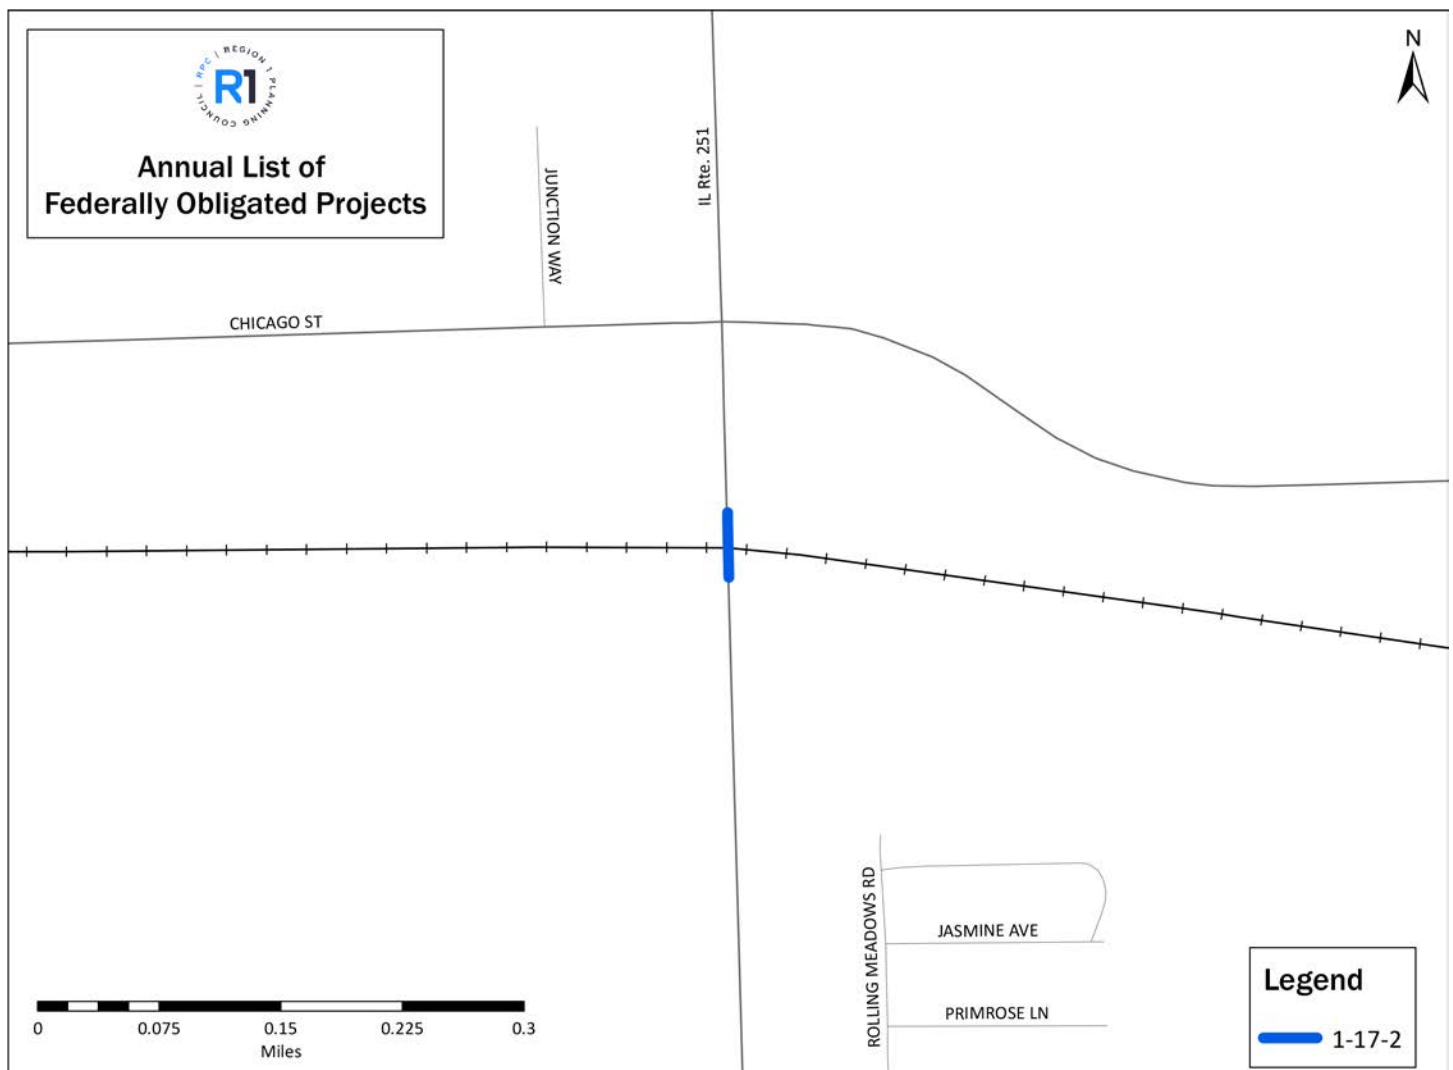 RPC | REGION 1 PLANNING COUNCIL |
R1
Annual List of
Federally Obligated Projects
N
IL Rte. 251
JUNCTION WAY
CHICAGO ST
ROLLING MEADOWS RD
JASMINE AVE
PRIMROSE LN
0 0.075 0.15 0.225 0.3
Miles
Legend
1-17-2